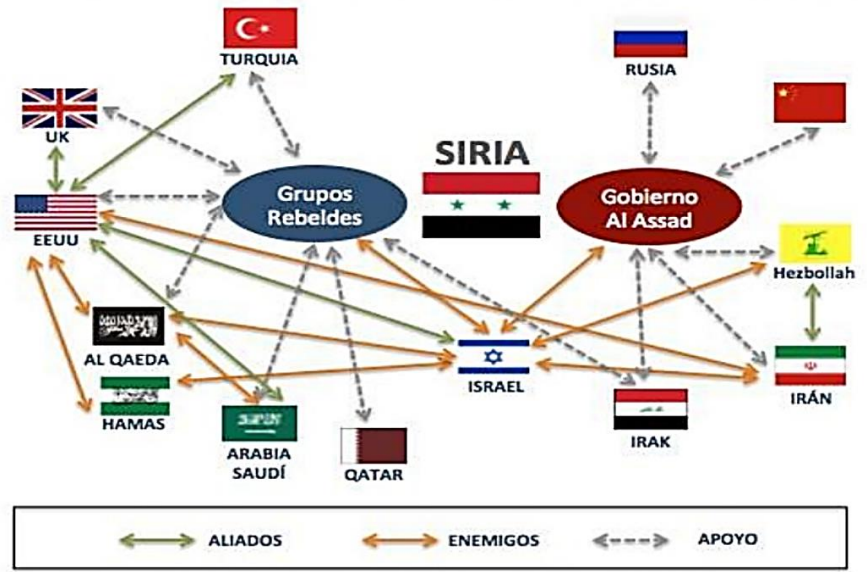 TURQUIA
RUSIA
UK
SIRIA
Grupos
Rebeldes
Gobierno
Al Assad
EEUU
Hezbollah
AL QAEDA
ISRAEL
HAMAS
IRÁN
ARABIA
SAUDÍ
QATAR
IRAK
ALIADOS
ENEMIGOS
APOYO